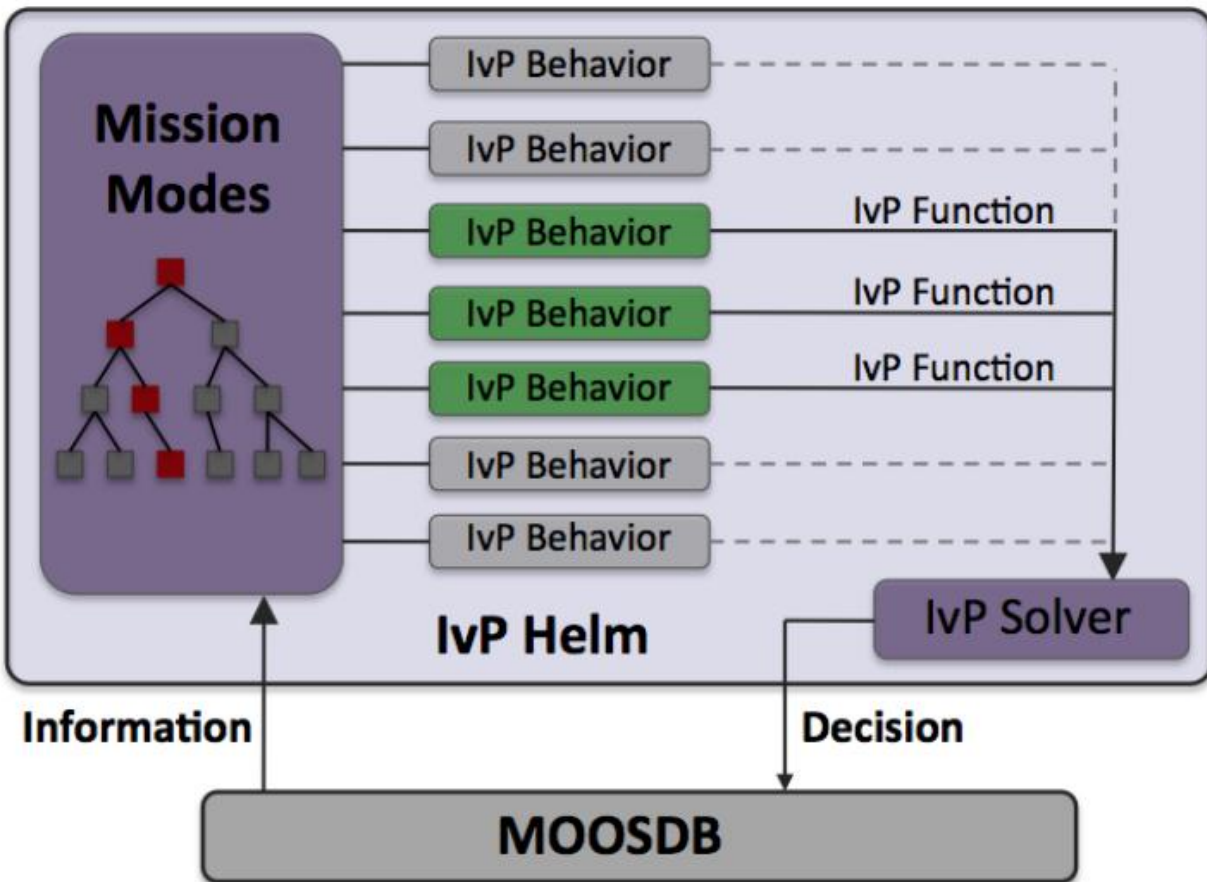 Mission
Modes
IvP Behavior
IvP Behavior
IvP Behavior
IvP Function
IvP Behavior
IvP Function
IvP Behavior
IvP Function
IvP Behavior
IvP Behavior
IvP Helm
IvP Solver
Information
Decision
MOOSDB